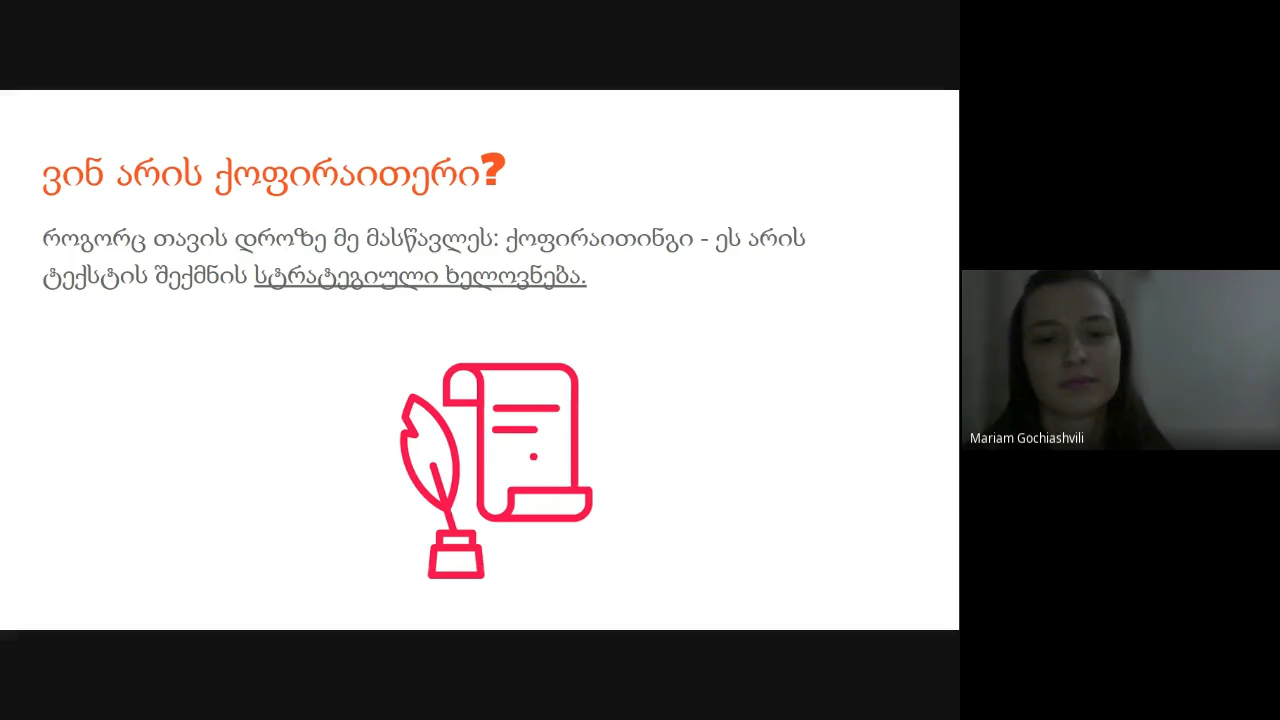 ვინ არის ქოფირაითერი?
როგორც თავის დროზე მე მასწავლეს: ქოფირაითინგი - ეს არის
ტექსტის შექმნის სტრატეგიული ხელოვნება.
Mariam Gochiashvili